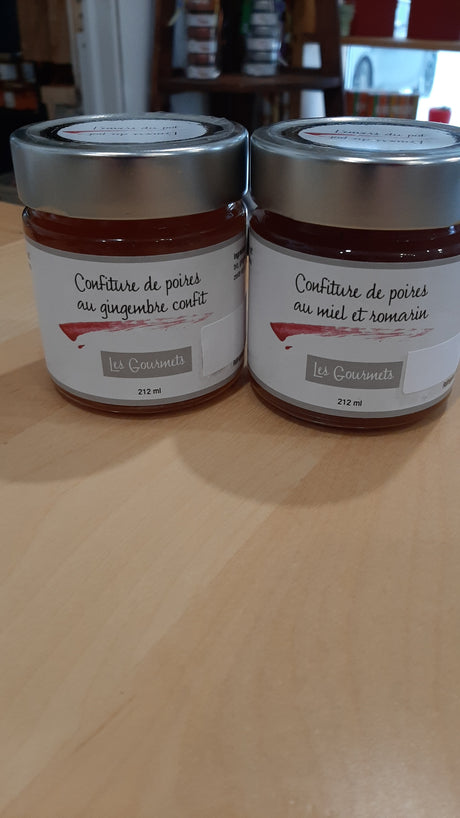 Confiture de poires
au gingembre confit
Les Gourmets
212 ml
Confiture de poires
au miel et romarin
Les Gourmets
212 ml